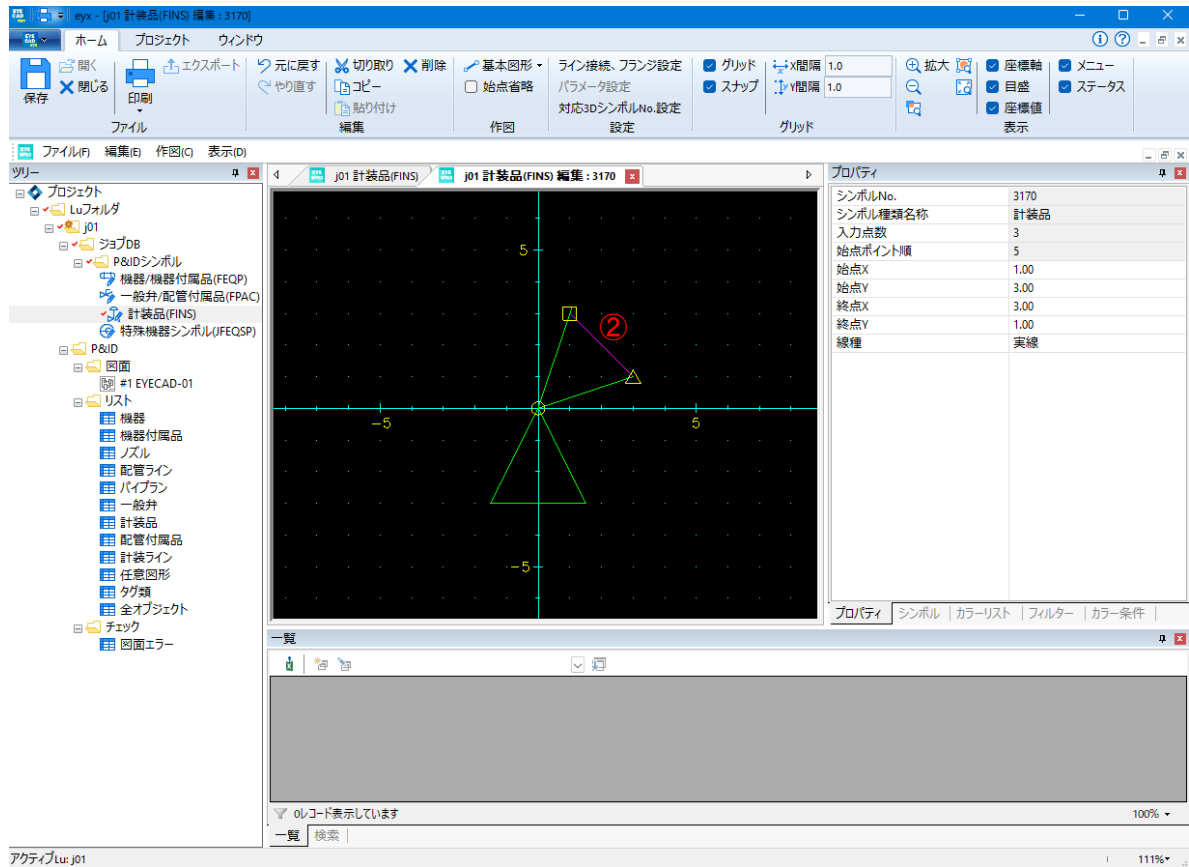 eyx - [j01 計装品(FINS) 編集 : 3170]
ホーム プロジェクト ウィンドウ
開く エクスポート 元に戻す 切り取り 削除 基本図形 ライン接続、フランジ設定 グリッド X間隔 1.0 拡大 座標軸 メニュー
保存 閉じる 印刷 やり直す コピー 始点省略 パラメータ設定 スナップ Y間隔 1.0 目盛 ステータス
貼り付け 対応3DシンボルNo.設定 座標値
ファイル 編集 作図 設定 グリッド 表示
ファイル(F) 編集(E) 作図(C) 表示(D)
ツリー
プロジェクト
Luフォルダ
j01
ジョブDB
P&IDシンボル
機器/機器付属品(FEQP)
一般弁/配管付属品(FPAC)
計装品(FINS)
特殊機器シンボル(JFEQSP)
P&ID
図面
#1 EYECAD-01
リスト
機器
機器付属品
ノズル
配管ライン
パイプラン
一般弁
計装品
配管付属品
計装ライン
任意図形
タグ類
全オブジェクト
チェック
図面エラー
j01 計装品(FINS) j01 計装品(FINS) 編集 : 3170
5
②
-5 5
-5
プロパティ
シンボルNo. 3170
シンボル種類名称 計装品
入力点数 3
始点ポイント順 5
始点X 1.00
始点Y 3.00
終点X 3.00
終点Y 1.00
線種 実線
プロパティ シンボル カラーリスト フィルター カラー条件
一覧
0レコード表示しています 100%
一覧 検索
アクティブLu: j01 111%